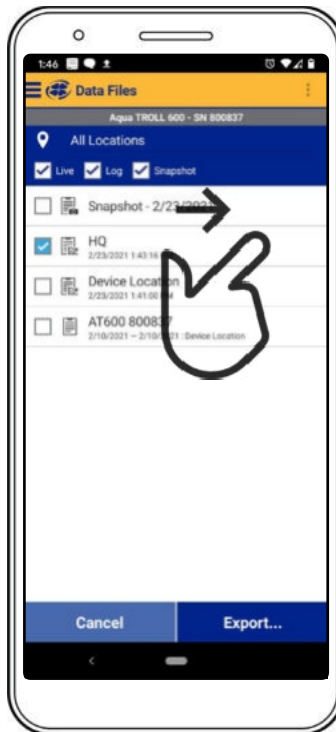 1:46
Data Files
Aqua TROLL 600 - SN 800837
All Locations
Live Log Snapshot
Snapshot - 2/23/2021
HQ
2/23/2021 1:43:16
Device Location
2/23/2021 1:41:00 PM
AT600 800837
2/10/2021 – 2/10/2021 : Device Location
Cancel Export...